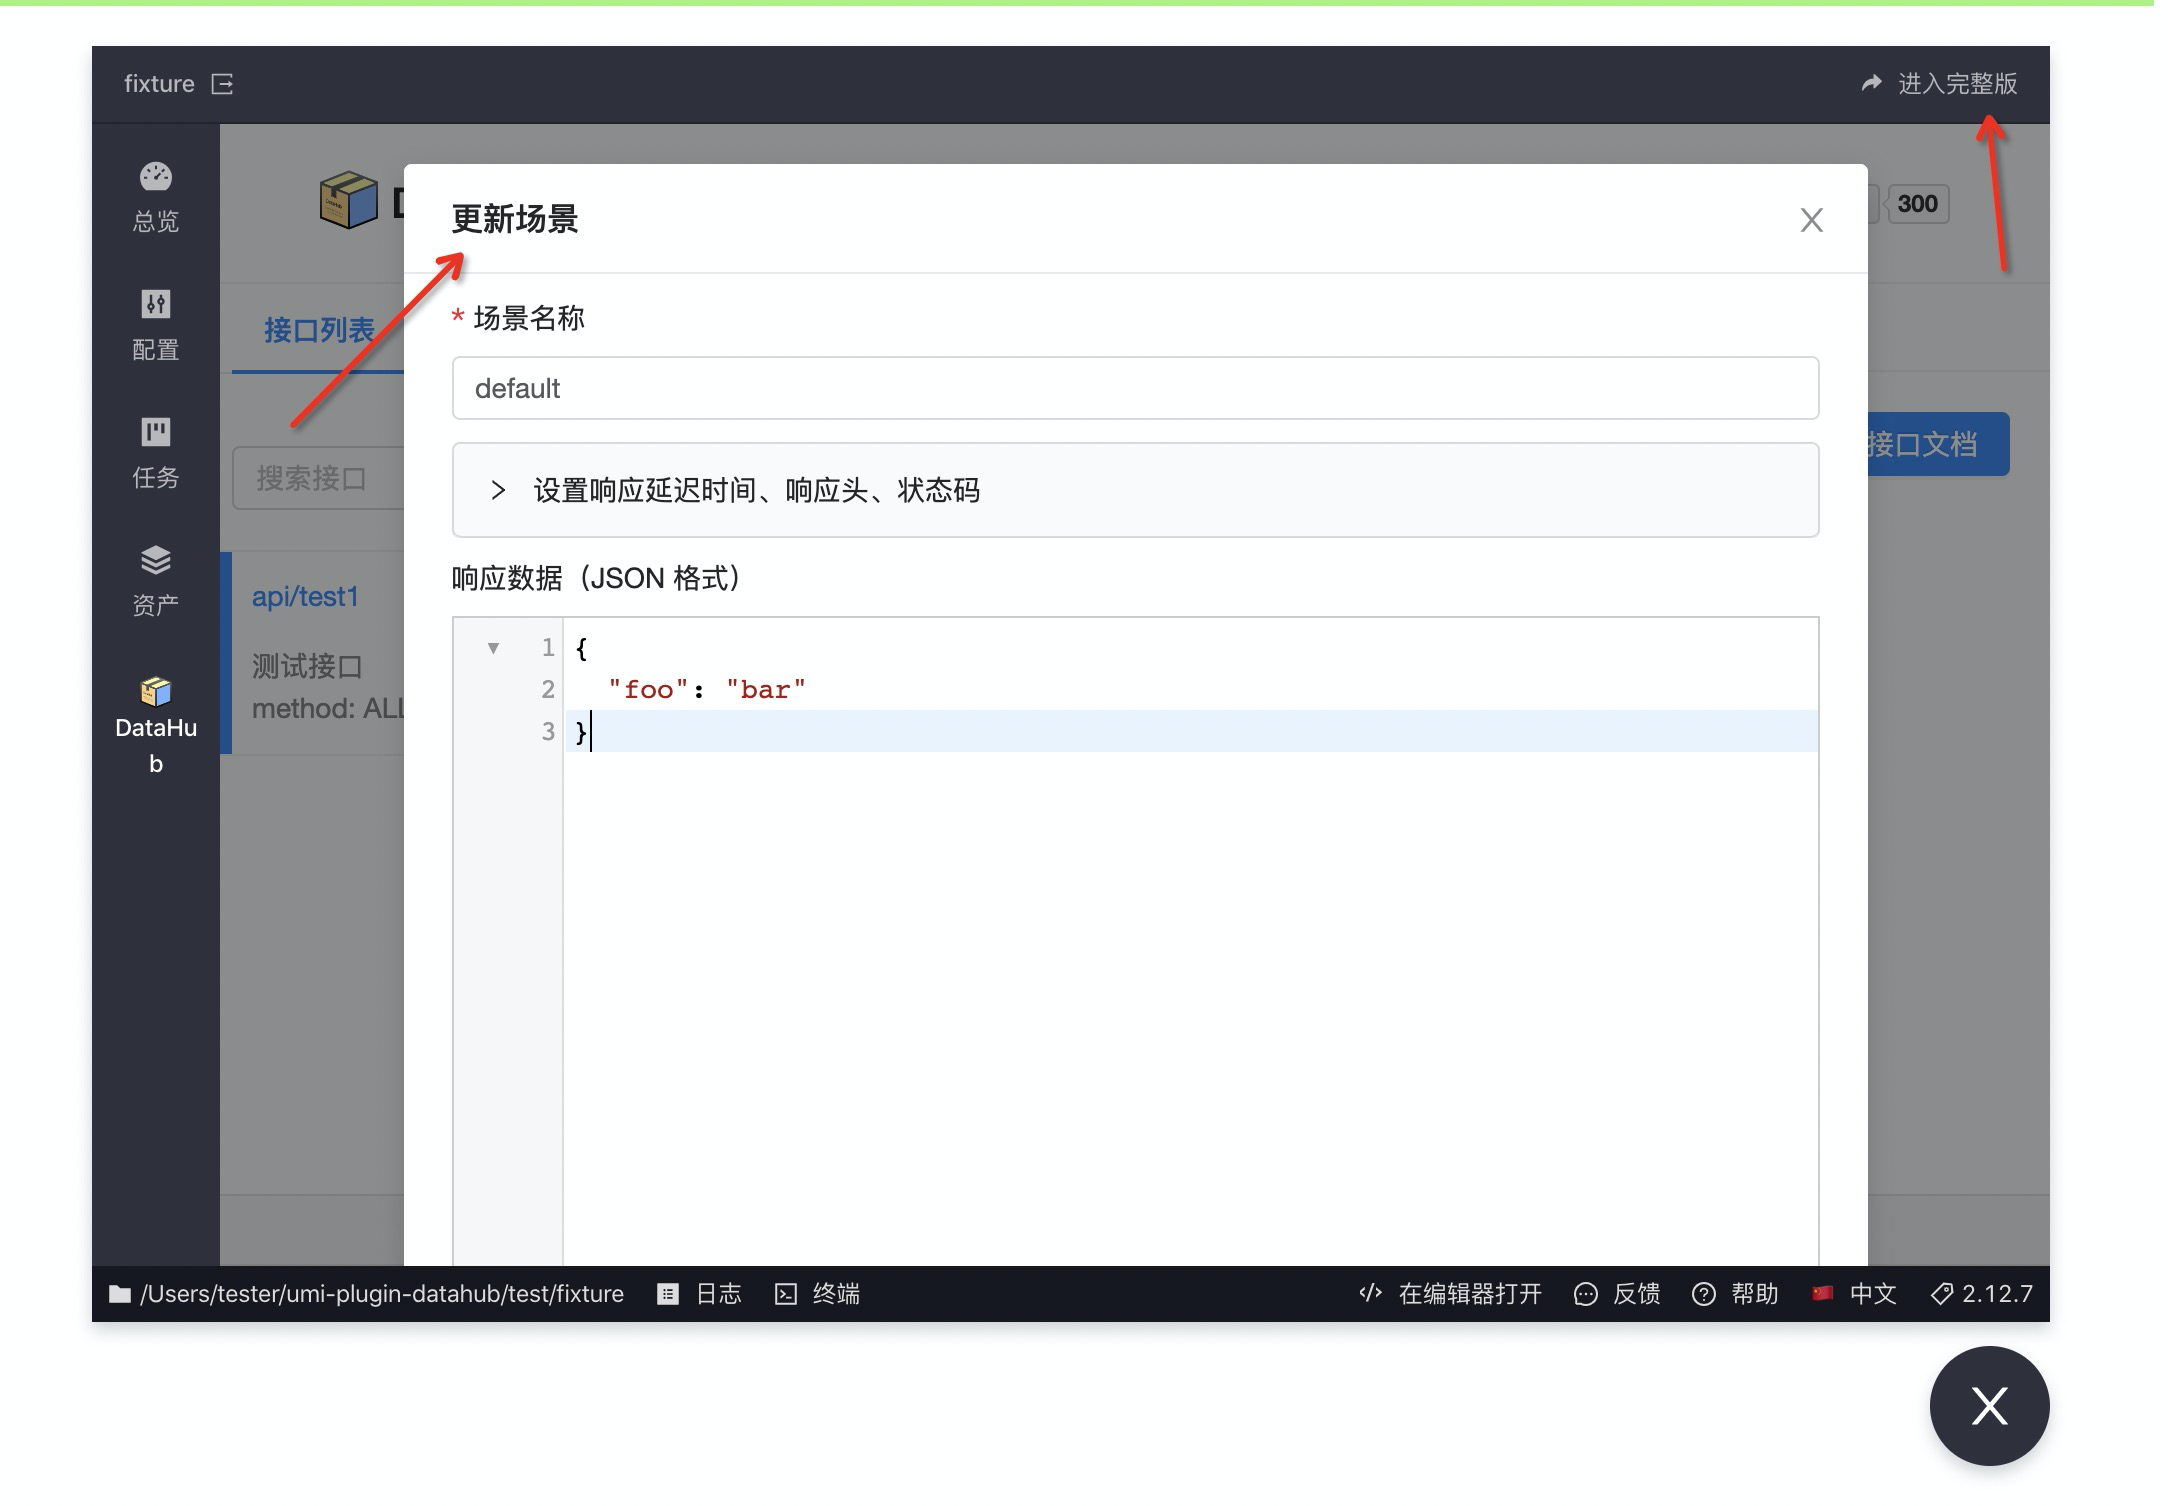 fixture
进入完整版
总览
配置
任务
资产
DataHu
b
300
接口列表
搜索接口
接口文档
api/test1
测试接口
method: ALL
更新场景
* 场景名称
default
设置响应延迟时间、响应头、状态码
响应数据（JSON 格式）
1 {
2 "foo": "bar"
3 }
/Users/tester/umi-plugin-datahub/test/fixture
日志
终端
在编辑器打开
反馈
帮助
中文
2.12.7